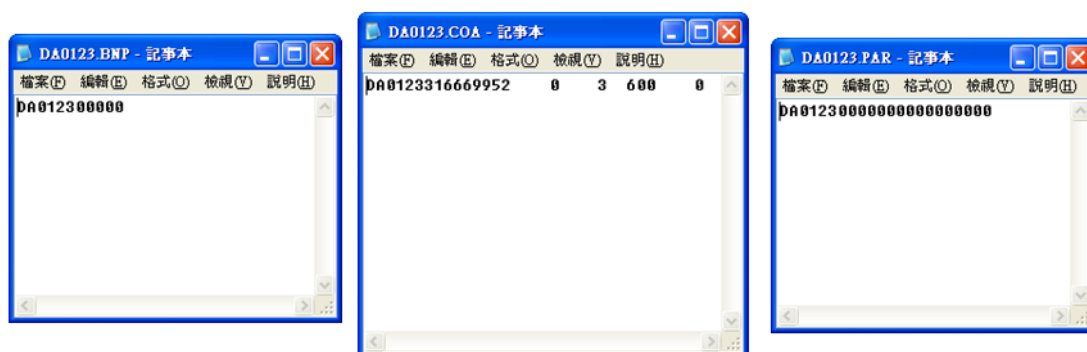 DA0123.BNP - 記事本
檔案(F) 編輯(E) 格式(O) 檢視(V) 說明(H)
DA012300000
DA0123.COA - 記事本
檔案(F) 編輯(E) 格式(O) 檢視(V) 說明(H)
DA0123316669952 0 3 600 0
DA0123.PAR - 記事本
檔案(F) 編輯(E) 格式(O) 檢視(V) 說明(H)
DA01230000000000000000